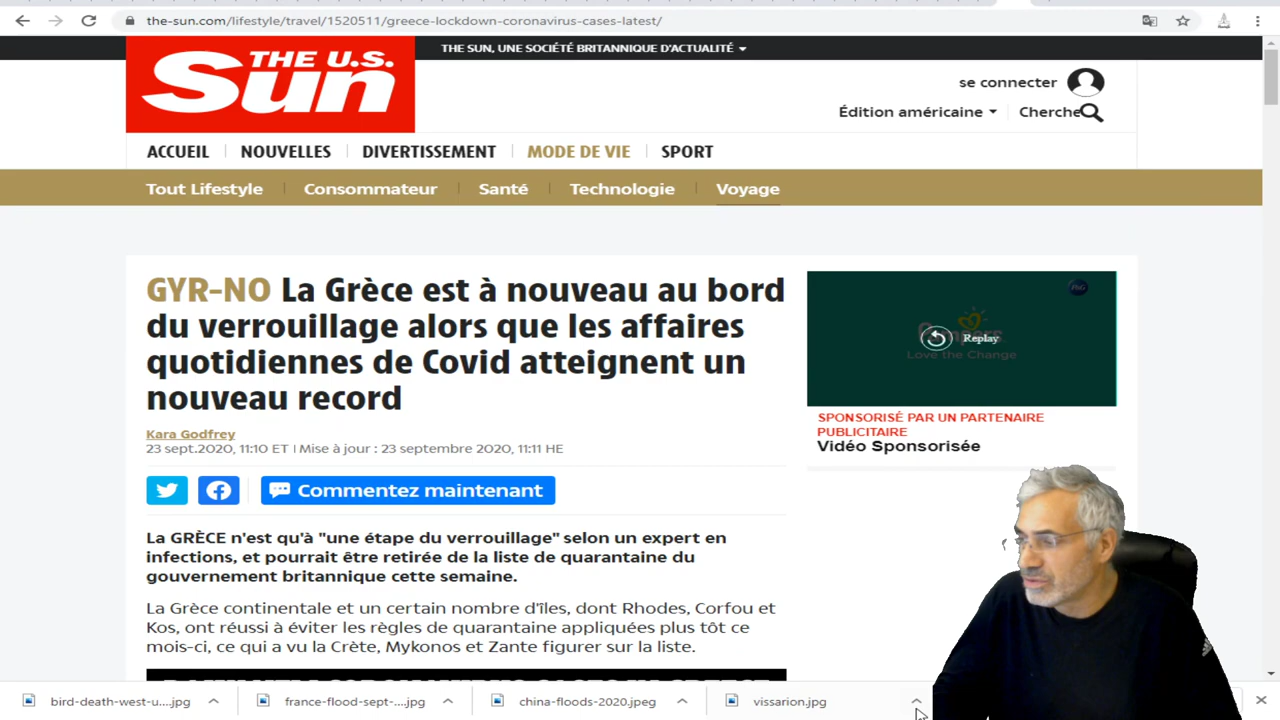 the-sun.com/lifestyle/travel/1520511/greece-lockdown-coronavirus-cases-latest/
THE SUN, UNE SOCIÉTÉ BRITANNIQUE D'ACTUALITÉ
THE U.S.
Sun
se connecter
Édition américaine
Cherche
ACCUEIL
NOUVELLES
DIVERTISSEMENT
MODE DE VIE
SPORT
Tout Lifestyle
Consommateur
Santé
Technologie
Voyage
GYR-NO La Grèce est à nouveau au bord
du verrouillage alors que les affaires
quotidiennes de Covid atteignent un
nouveau record
Kara Godfrey
23 sept.2020, 11:10 ET | Mise à jour : 23 septembre 2020, 11:11 HE
Commentez maintenant
P&G
Pampers
Replay
Love the Change
SPONSORISÉ PAR UN PARTENAIRE
PUBLICITAIRE
Vidéo Sponsorisée
La GRÈCE n'est qu'à "une étape du verrouillage" selon un expert en
infections, et pourrait être retirée de la liste de quarantaine du
gouvernement britannique cette semaine.
La Grèce continentale et un certain nombre d'îles, dont Rhodes, Corfou et
Kos, ont réussi à éviter les règles de quarantaine appliquées plus tôt ce
mois-ci, ce qui a vu la Crète, Mykonos et Zante figurer sur la liste.
bird-death-west-u....jpg
france-flood-sept-....jpg
china-floods-2020.jpeg
vissarion.jpg